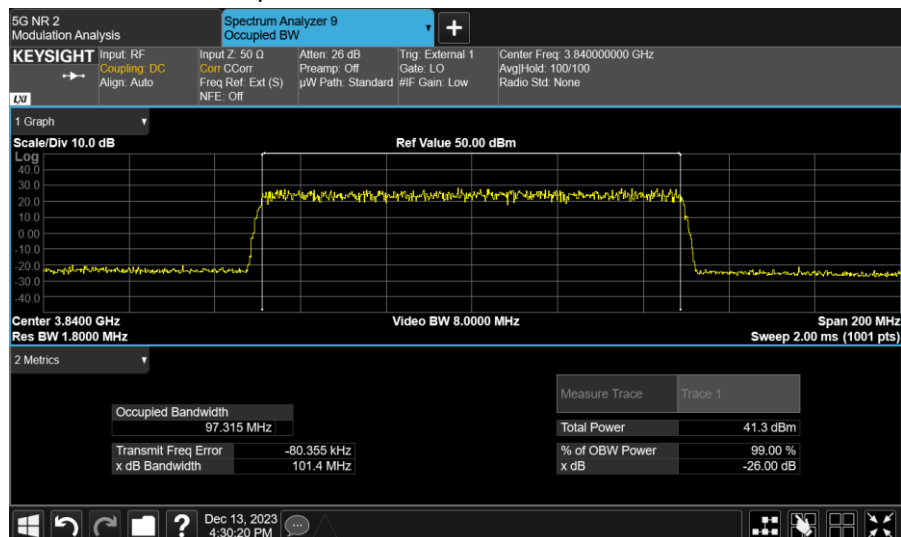 5G NR 2
Modulation Analysis
Spectrum Analyzer 9
Occupied BW
KEYSIGHT
LXI
Input: RF
Coupling: DC
Align: Auto
Input Z: 50 Ω
Corr CCorr
Freq Ref: Ext (S)
NFE: Off
Atten: 26 dB
Preamp: Off
µW Path: Standard
Trig: External 1
Gate: LO
#IF Gain: Low
Center Freq: 3.840000000 GHz
Avg|Hold: 100/100
Radio Std: None
1 Graph
Scale/Div 10.0 dB
Ref Value 50.00 dBm
Log
40.0
30.0
20.0
10.0
0.00
-10.0
-20.0
-30.0
-40.0
Center 3.8400 GHz
Video BW 8.0000 MHz
Span 200 MHz
Res BW 1.8000 MHz
Sweep 2.00 ms (1001 pts)
2 Metrics
Measure Trace Trace 1
Occupied Bandwidth
97.315 MHz
Total Power 41.3 dBm
Transmit Freq Error -80.355 kHz
% of OBW Power 99.00 %
x dB Bandwidth 101.4 MHz
x dB -26.00 dB
?
Dec 13, 2023
4:30:20 PM